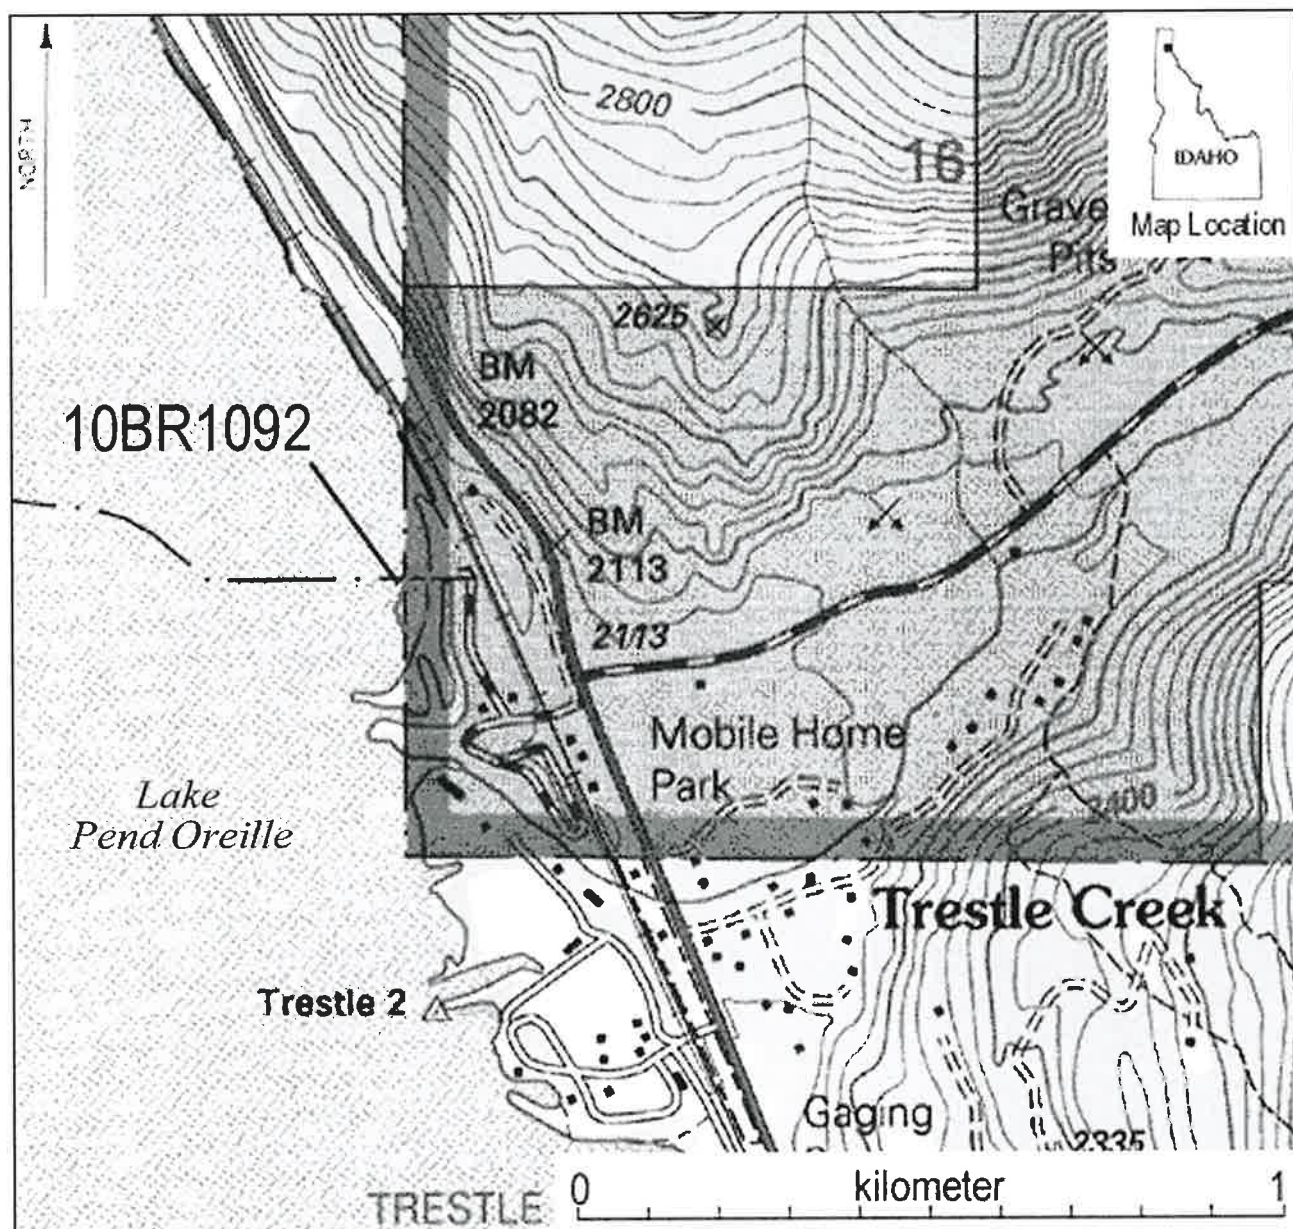 NORTH
2800
16
IDAHO
Map Location
Grave
Pits
2625
BM
2082
10BR1092
BM
2113
2113
Mobile Home
Park
Lake
Pend Oreille
2400
Trestle Creek
Trestle 2
Gaging
2335
TRESTLE
0 kilometer 1